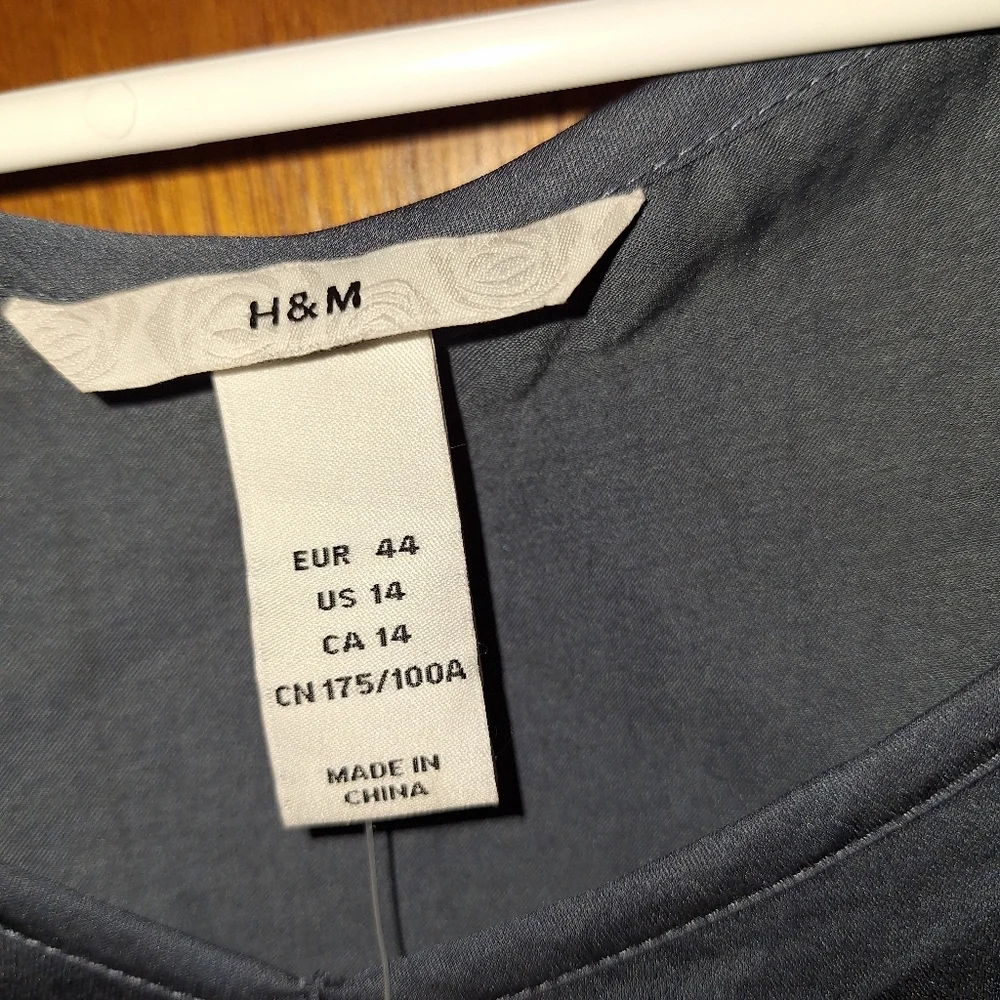 H&M
EUR 44
US 14
CA 14
CN 175/100A
MADE IN
CHINA